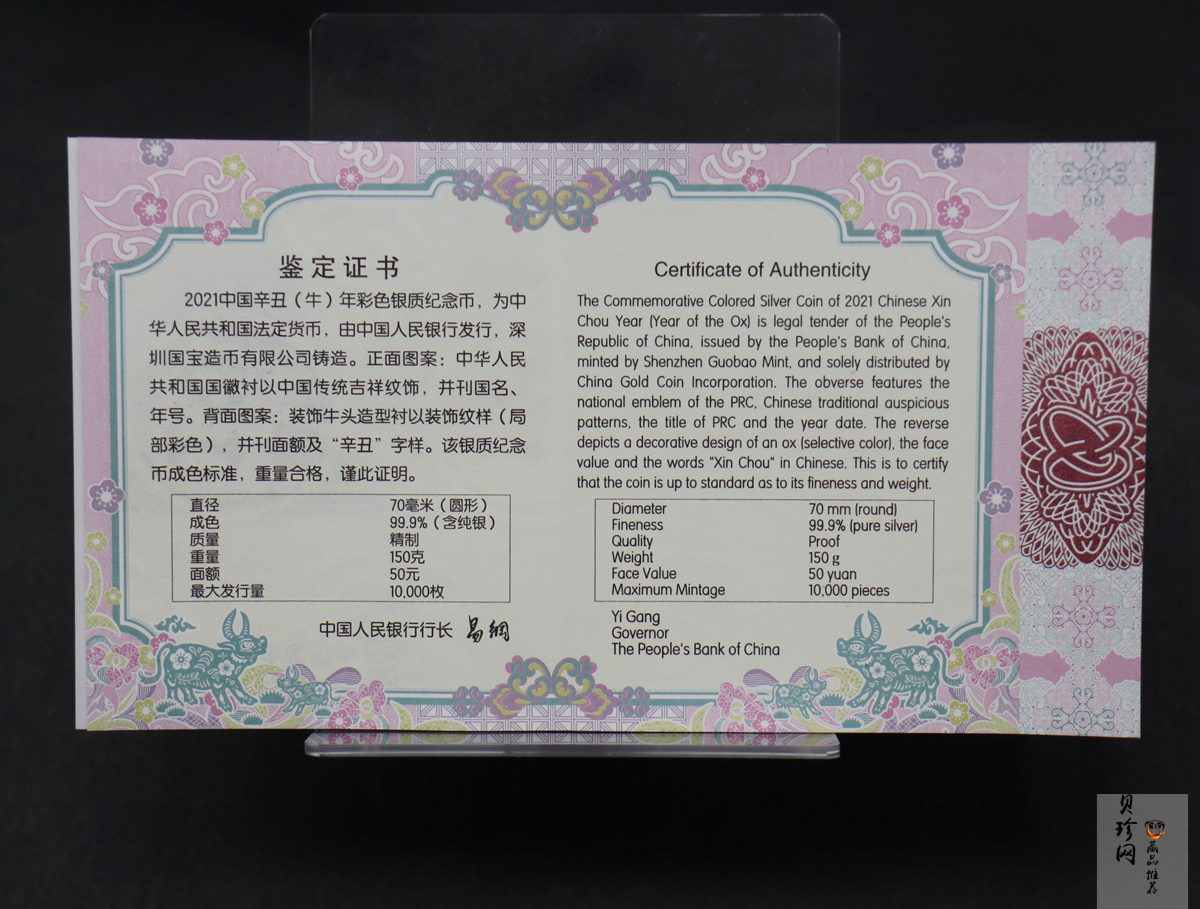 鉴定证书
2021中国辛丑（牛）年彩色银质纪念币，为中
华人民共和国法定货币，由中国人民银行发行，深
圳国宝造币有限公司铸造。正面图案：中华人民
共和国国徽衬以中国传统吉祥纹饰，并刊国名、
年号。背面图案：装饰牛头造型衬以装饰纹样（局
部彩色），并刊面额及“辛丑”字样。该银质纪念
币成色标准，重量合格，谨此证明。
直径 70毫米（圆形）
成色 99.9%（含纯银）
质量 精制
重量 150克
面额 50元
最大发行量 10,000枚
中国人民银行行长 易纲
Certificate of Authenticity
The Commemorative Colored Silver Coin of 2021 Chinese Xin
Chou Year (Year of the Ox) is legal tender of the People's
Republic of China, issued by the People's Bank of China,
minted by Shenzhen Guobao Mint, and solely distributed by
China Gold Coin Incorporation. The obverse features the
national emblem of the PRC, Chinese traditional auspicious
patterns, the title of PRC and the year date. The reverse
depicts a decorative design of an ox (selective color), the face
value and the words "Xin Chou" in Chinese. This is to certify
that the coin is up to standard as to its fineness and weight.
Diameter 70 mm (round)
Fineness 99.9% (pure silver)
Quality Proof
Weight 150 g
Face Value 50 yuan
Maximum Mintage 10,000 pieces
Yi Gang
Governor
The People's Bank of China
贝珍网
藏品推荐